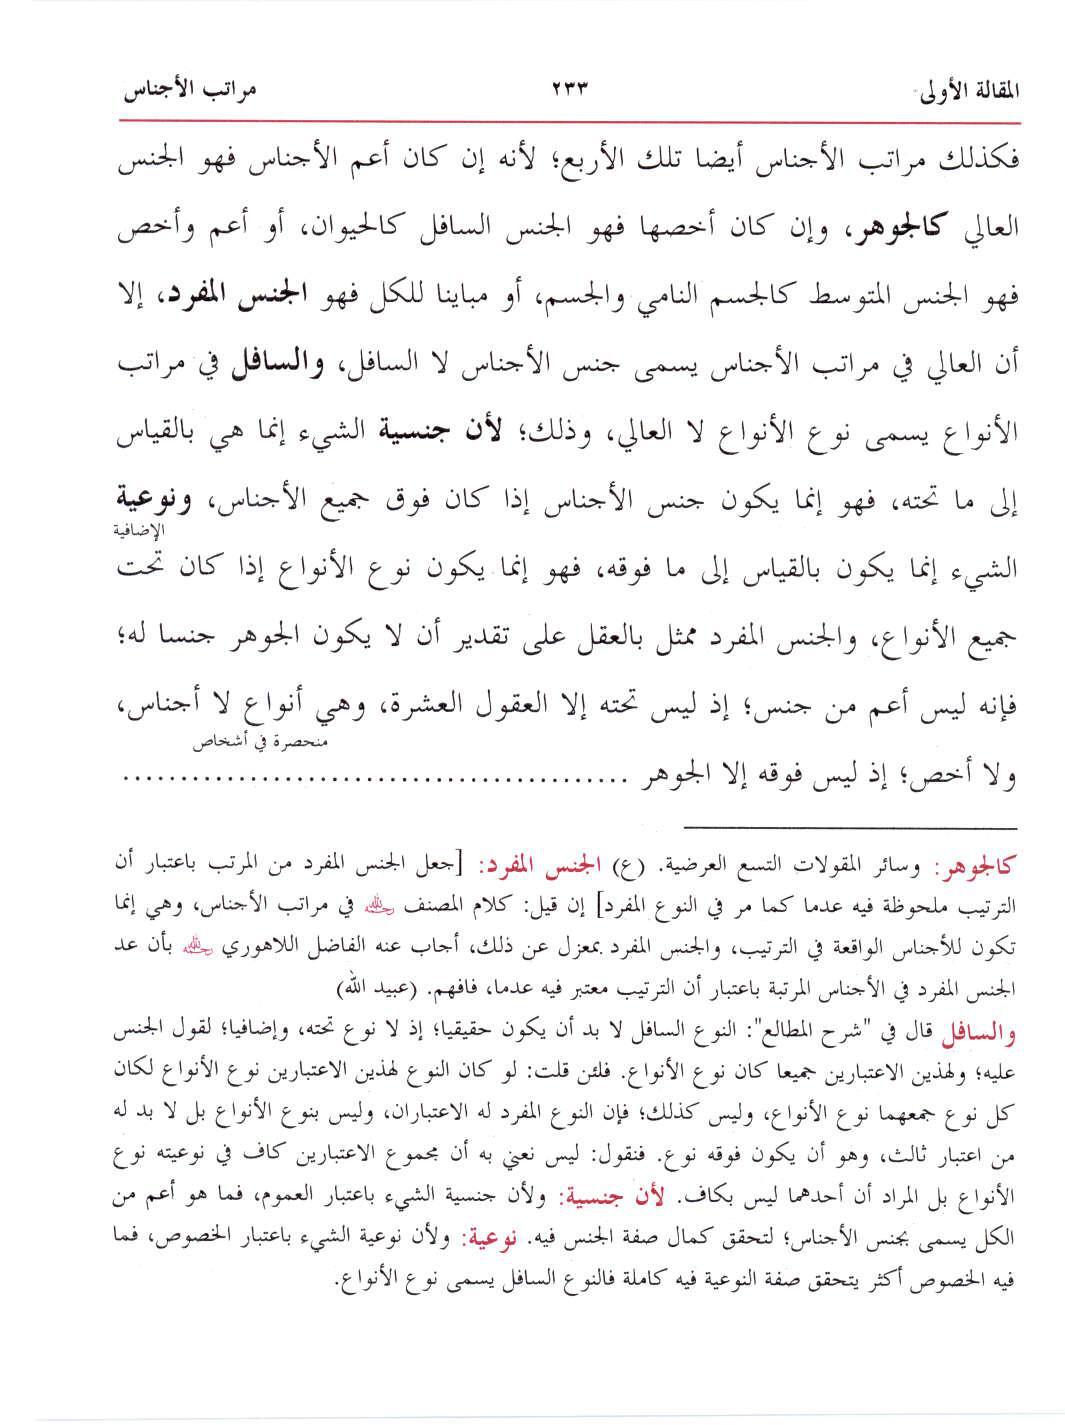 المقالة الأولى ٢٣٣ مراتب الأجناس
فكذلك مراتب الأجناس أيضا تلك الأربع؛ لأنه إن كان أعم الأجناس فهو الجنس
العالي كالجوهر، وإن كان أخصها فهو الجنس السافل كالحيوان، أو أعم وأخص
فهو الجنس المتوسط كالجسم النامي والجسم، أو مباينا للكل فهو الجنس المفرد، إلا
أن العالي في مراتب الأجناس يسمى جنس الأجناس لا السافل، والسافل في مراتب
الأنواع يسمى نوع الأنواع لا العالي، وذلك؛ لأن جنسية الشيء إنما هي بالقياس
إلى ما تحته، فهو إنما يكون جنس الأجناس إذا كان فوق جميع الأجناس، ونوعية
الإضافية
الشيء إنما يكون بالقياس إلى ما فوقه، فهو إنما يكون نوع الأنواع إذا كان تحت
جميع الأنواع، والجنس المفرد ممثل بالعقل على تقدير أن لا يكون الجوهر جنسا له؛
فإنه ليس أعم من جنس؛ إذ ليس تحته إلا العقول العشرة، وهي أنواع لا أجناس،
منحصرة في أشخاص
ولا أخص؛ إذ ليس فوقه إلا الجوهر ............................................
كالجوهر: وسائر المقولات التسع العرضية. (ع) الجنس المفرد: [جعل الجنس المفرد من المرتب باعتبار أن
الترتيب ملحوظة فيه عدما كما مر في النوع المفرد] إن قيل: كلام المصنف رحمه الله في مراتب الأجناس، وهي إنما
تكون للأجناس الواقعة في الترتيب، والجنس المفرد بمعزل عن ذلك، أجاب عنه الفاضل اللاهوري رحمه الله بأن عد
الجنس المفرد في الأجناس المرتبة باعتبار أن الترتيب معتبر فيه عدما، فافهم. (عبيد الله)
والسافل قال في "شرح المطالع": النوع السافل لا بد أن يكون حقيقيا؛ إذ لا نوع تحته، وإضافيا؛ لقول الجنس
عليه؛ ولهذين الاعتبارين جميعا كان نوع الأنواع. فلئن قلت: لو كان النوع لهذين الاعتبارين نوع الأنواع لكان
كل نوع جمعهما نوع الأنواع، وليس كذلك؛ فإن النوع المفرد له الاعتباران، وليس بنوع الأنواع بل لا بد له
من اعتبار ثالث، وهو أن يكون فوقه نوع. فنقول: ليس نعني به أن مجموع الاعتبارين كاف في نوعيته نوع
الأنواع بل المراد أن أحدهما ليس بكاف. لأن جنسية: ولأن جنسية الشيء باعتبار العموم، فما هو أعم من
الكل يسمى بجنس الأجناس؛ لتحقق كمال صفة الجنس فيه. نوعية: ولأن نوعية الشيء باعتبار الخصوص، فما
فيه الخصوص أكثر يتحقق صفة النوعية فيه كاملة فالنوع السافل يسمى نوع الأنواع.